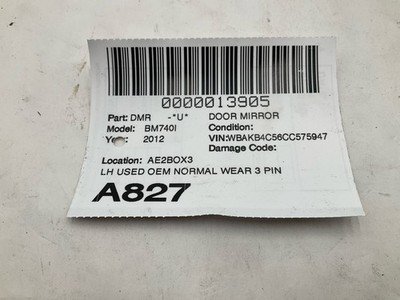 0000013905
Part: DMR -*U* DOOR MIRROR
Model: BM740I Condition:
Year: 2012 VIN:WBAKB4C56CC575947
Damage Code:
Location: AE2BOX3
LH USED OEM NORMAL WEAR 3 PIN
A827